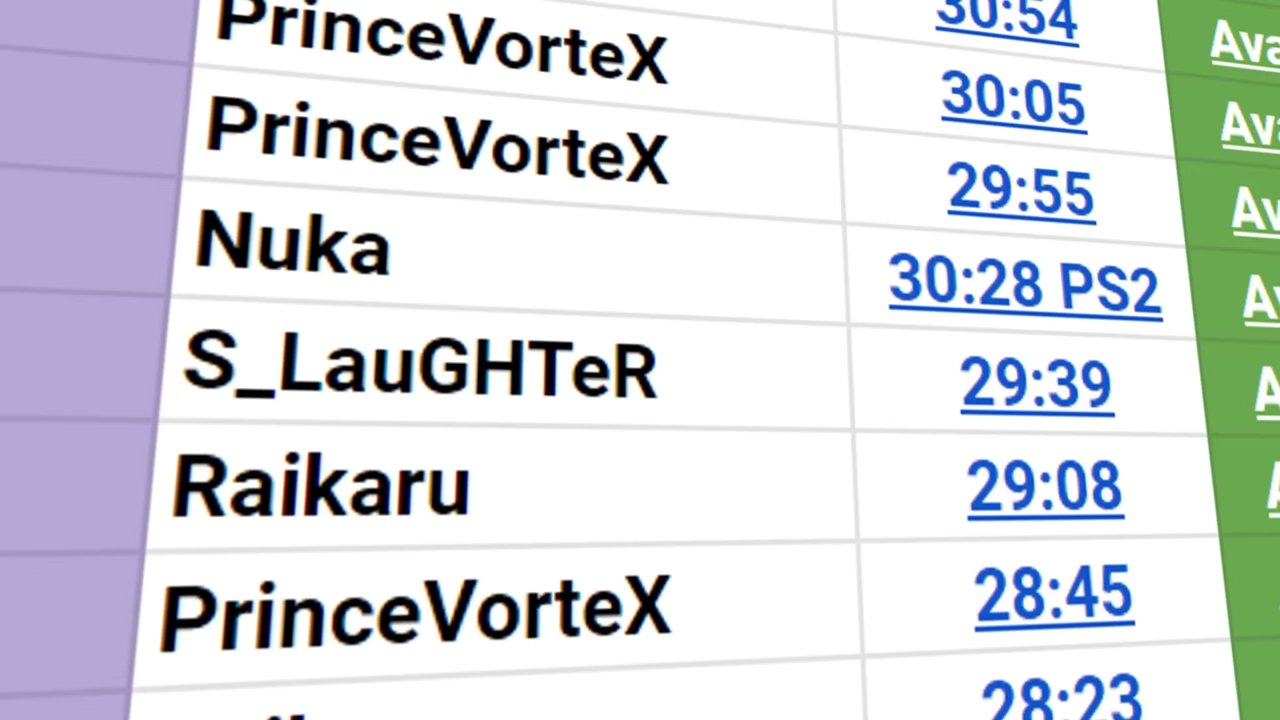 30:54
PrinceVorteX 30:05
PrinceVorteX 29:55
Nuka 30:28 PS2
S_LauGHTeR 29:39
Raikaru 29:08
PrinceVorteX 28:45
28:23